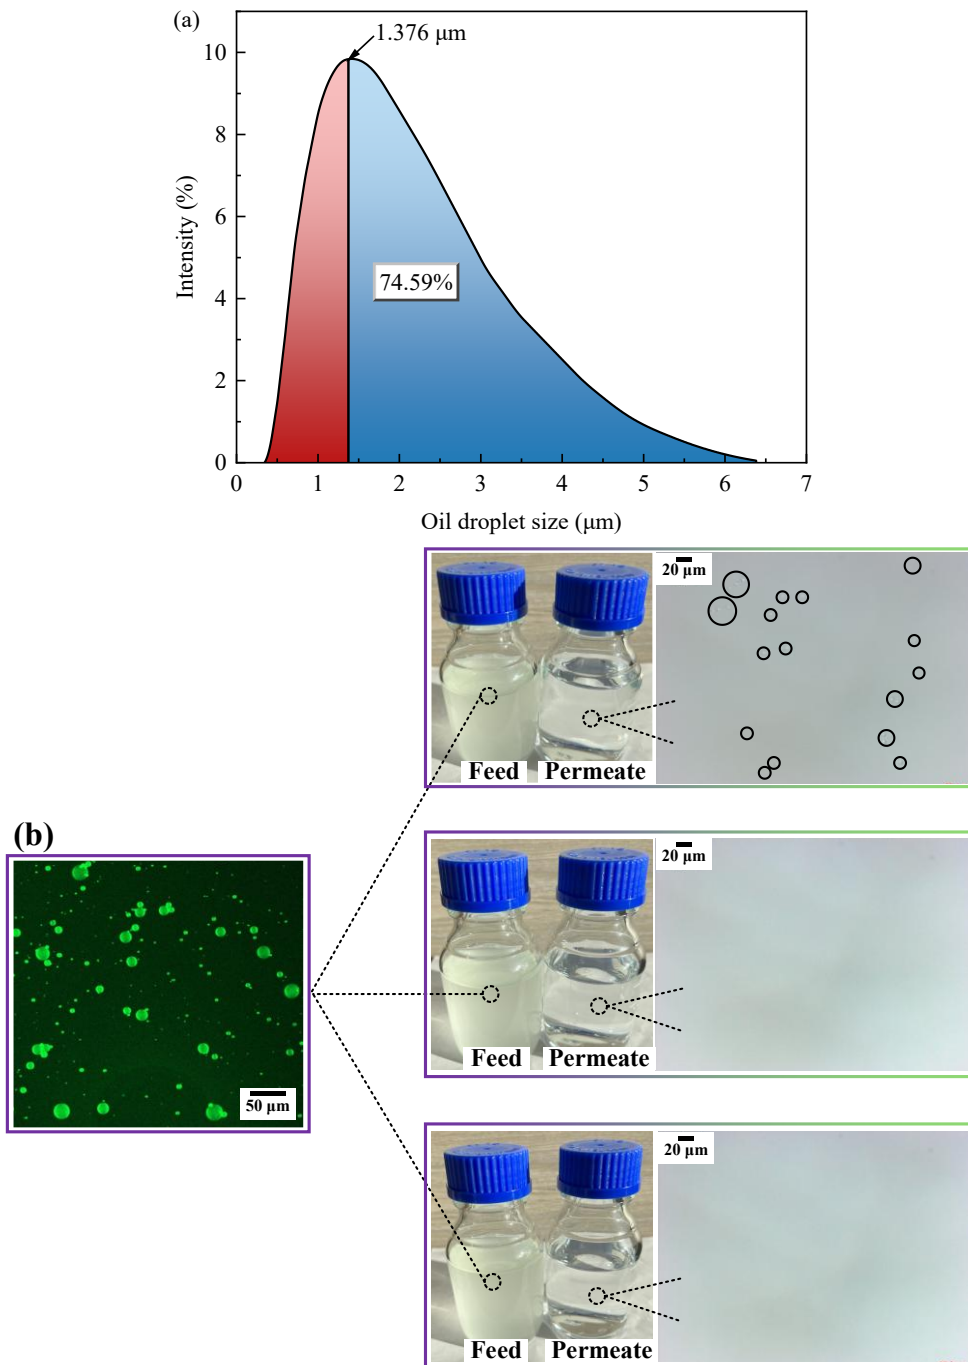 (a)
1.376 μm
10
8
6
4
2
0
Intensity (%)
74.59%
0 1 2 3 4 5 6 7
Oil droplet size (μm)
20 μm
Feed Permeate
(b)
50 μm
20 μm
Feed Permeate
20 μm
Feed Permeate